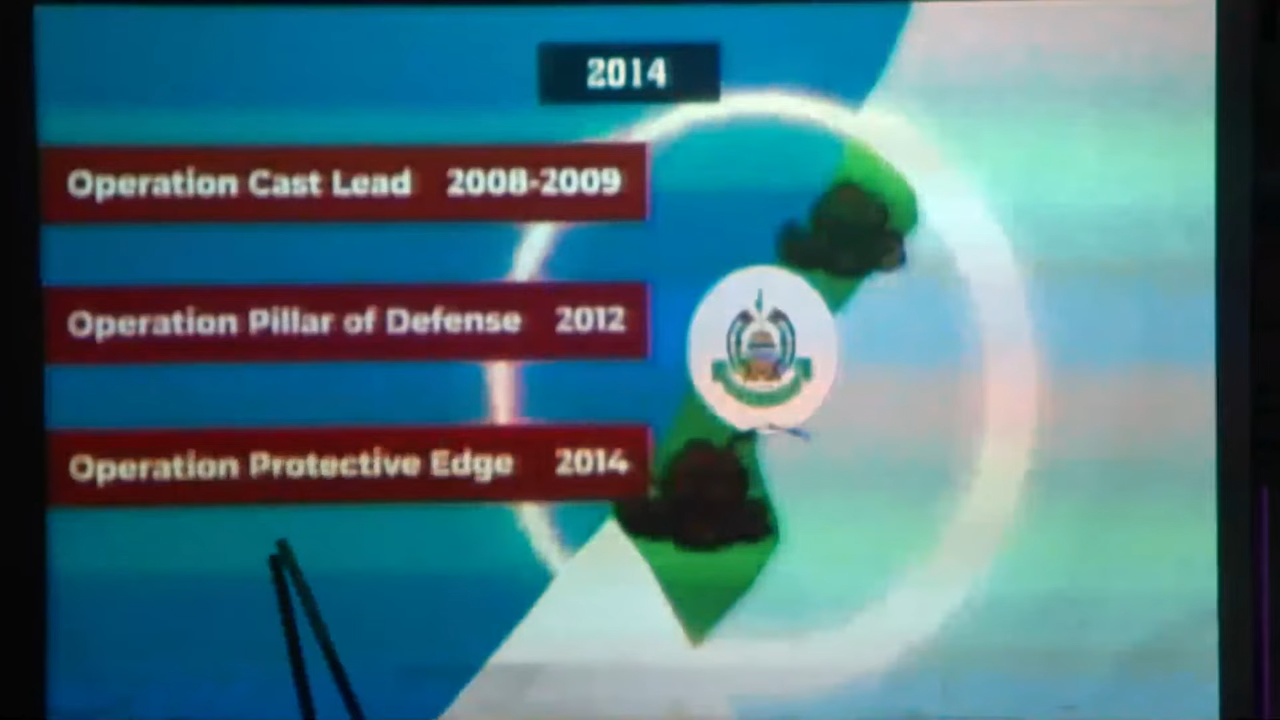 2014
Operation Cast Lead 2008-2009
Operation Pillar of Defense 2012
Operation Protective Edge 2014